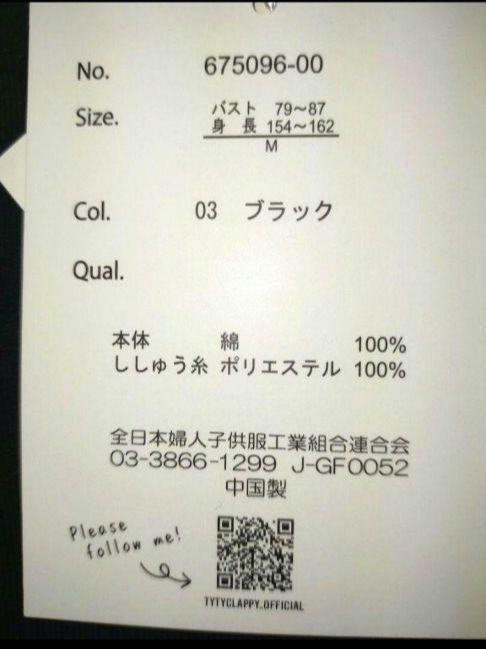 No. 675096-00
Size. バスト 79〜87
身 長 154〜162
M
Col. 03 ブラック
Qual.
本体 綿 100%
ししゅう糸 ポリエステル 100%
全日本婦人子供服工業組合連合会
03-3866-1299 J-GF0052
中国製
Please
follow me!
TYTYCLAPPY_OFFICIAL